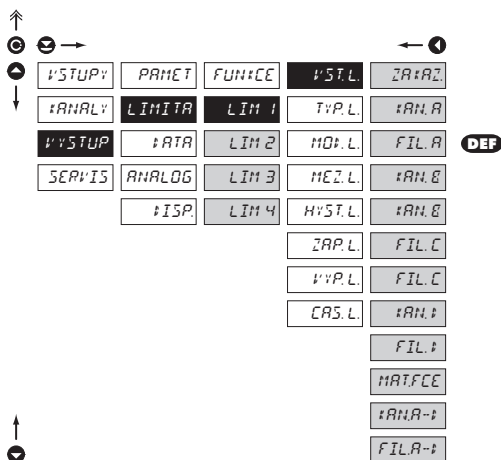 VSTUPY PAMET FUNKCE VST. L. ZAKAZ.
KANALY LIMITA LIM 1 TYP. L. KAN. A
VYSTUP DATA LIM 2 MOD. L. FIL. A DEF
SERVIS ANALOG LIM 3 MEZ. L. KAN. B
DISP. LIM 4 HYST. L. KAN. B
ZAP. L. FIL. C
VYP. L. FIL. C
CAS. L. KAN. D
FIL. D
MAT.FCE
KAN.A-D
FIL.A-D